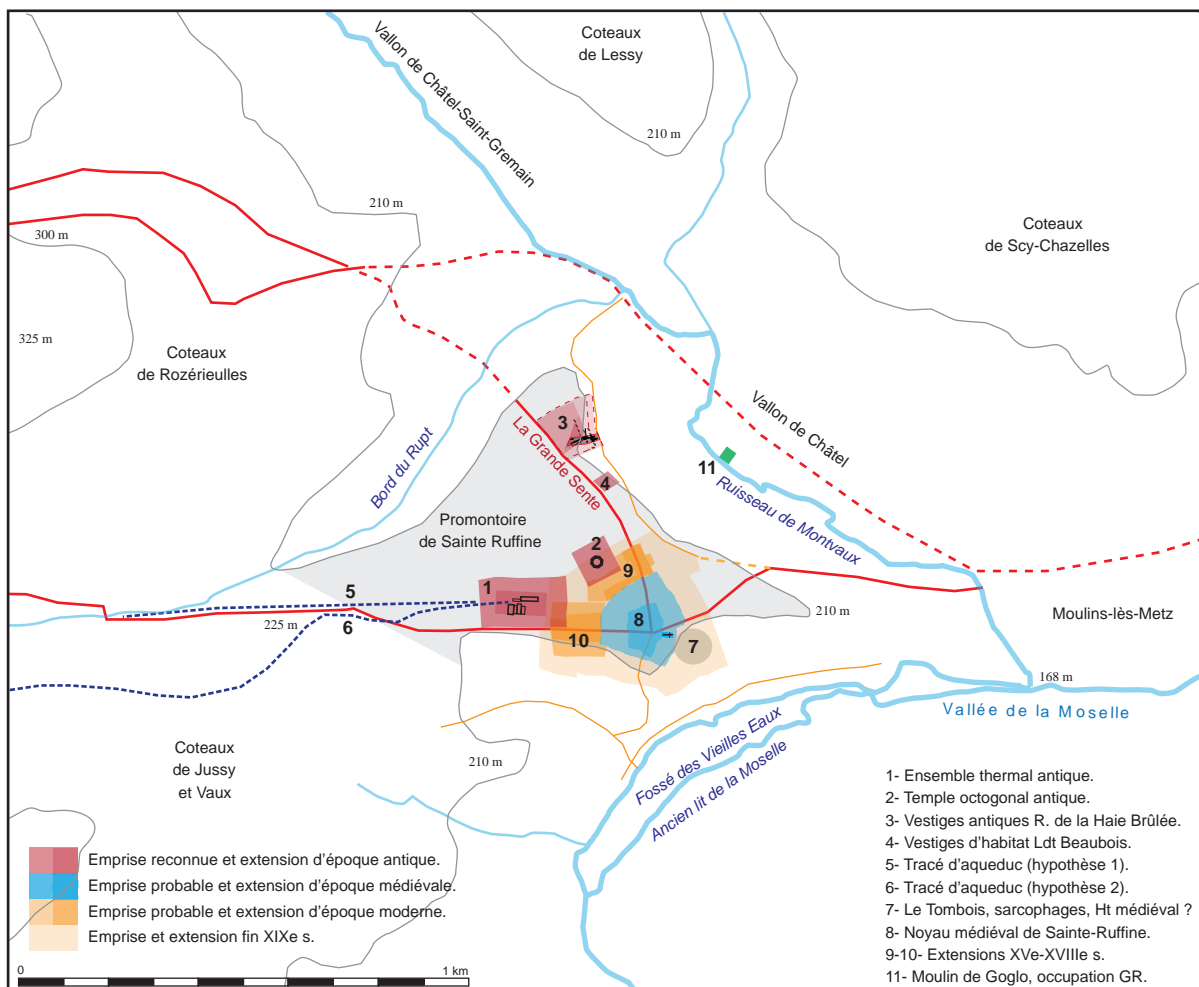 Coteaux
de Lessy
Vallon de Châtel-Saint-Gremain
210 m
210 m
Coteaux
de Scy-Chazelles
300 m
325 m
Coteaux
de Rozérieulles
Bord du Rupt
La Grande Sente
3
4
Vallon de Châtel
11
Ruisseau de Montvaux
Promontoire
de Sainte Ruffine
2
9
1
5
225 m
6
8
10
7
210 m
Moulins-lès-Metz
168 m
Vallée de la Moselle
Fossé des Vieilles Eaux
Ancien lit de la Moselle
Coteaux
de Jussy
et Vaux
210 m
Emprise reconnue et extension d'époque antique.
Emprise probable et extension d'époque médiévale.
Emprise probable et extension d'époque moderne.
Emprise et extension fin XIXe s.
0
1 km
1- Ensemble thermal antique.
2- Temple octogonal antique.
3- Vestiges antiques R. de la Haie Brûlée.
4- Vestiges d'habitat Ldt Beaubois.
5- Tracé d'aqueduc (hypothèse 1).
6- Tracé d'aqueduc (hypothèse 2).
7- Le Tombois, sarcophages, Ht médiéval ?
8- Noyau médiéval de Sainte-Ruffine.
9-10- Extensions XVe-XVIIIe s.
11- Moulin de Goglo, occupation GR.